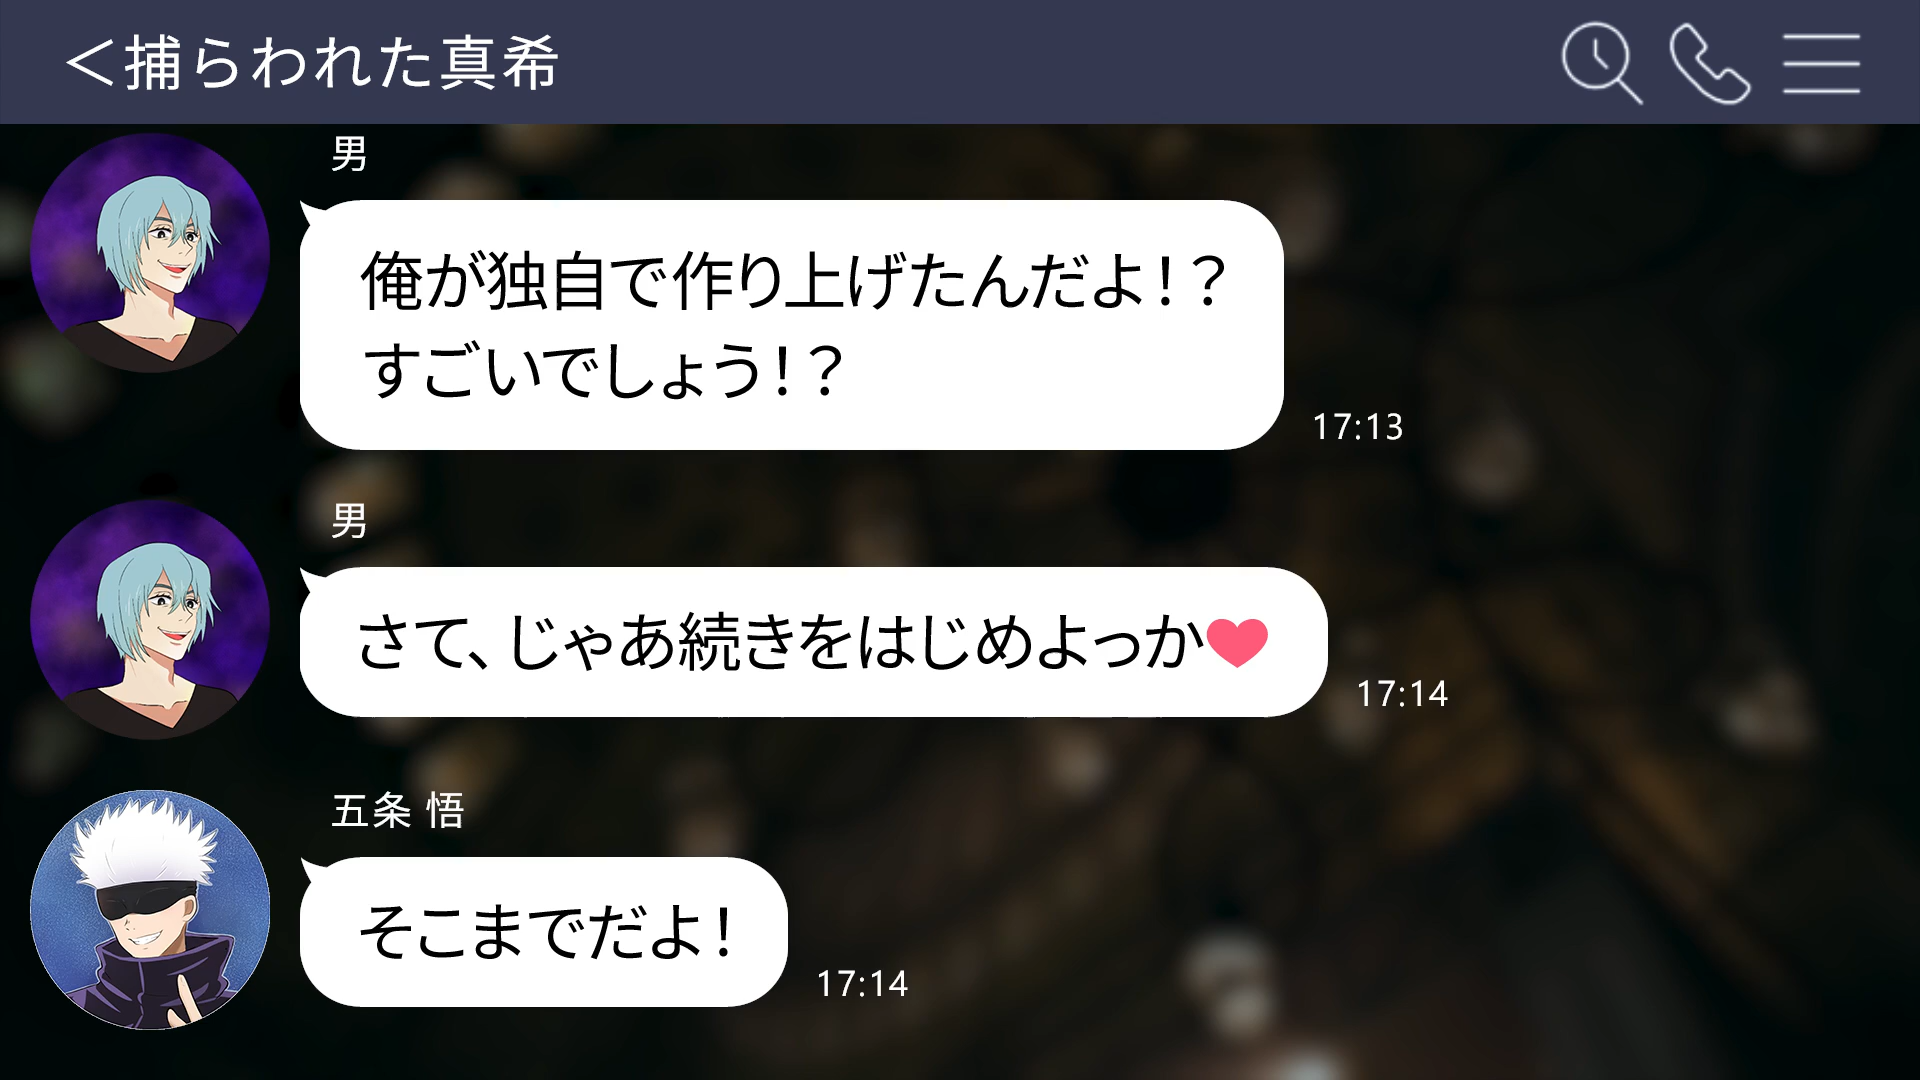 ＜捕らわれた真希
男
俺が独自で作り上げたんだよ！？
すごいでしょう！？
17:13
男
さて、じゃあ続きをはじめよっか❤
17:14
五条 悟
そこまでだよ！
17:14